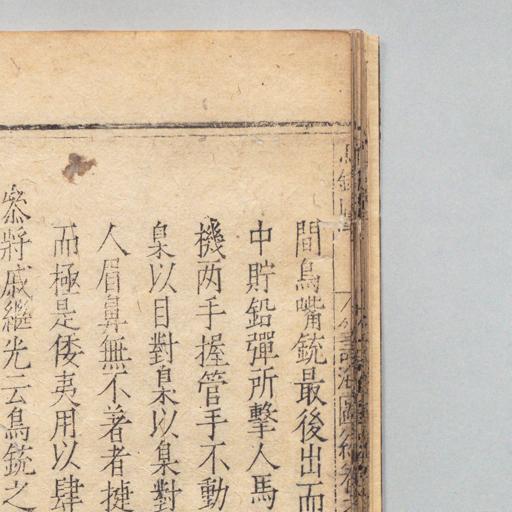 間鳥嘴銃最後出而
中貯鉛彈所擊人馬
機两手握管手不動
臬以目對臬以臬對
人眉鼻無不著者捷
而極是倭夷用以肆
叅將戚繼光云鳥銃之